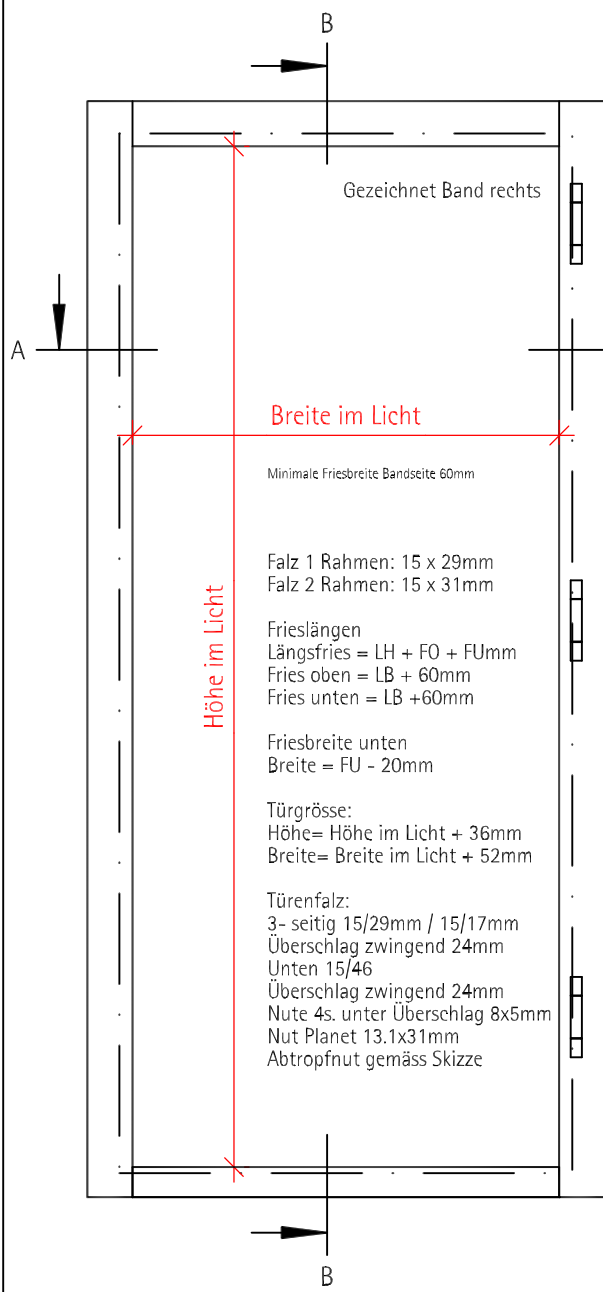 B
Gezeichnet Band rechts
A
Breite im Licht
Minimale Friesbreite Bandseite 60mm
Höhe im Licht
Falz 1 Rahmen: 15 x 29mm
Falz 2 Rahmen: 15 x 31mm
Frieslängen
Längsfries = LH + FO + FUmm
Fries oben = LB + 60mm
Fries unten = LB +60mm
Friesbreite unten
Breite = FU - 20mm
Türgrösse:
Höhe= Höhe im Licht + 36mm
Breite= Breite im Licht + 52mm
Türenfalz:
3- seitig 15/29mm / 15/17mm
Überschlag zwingend 24mm
Unten 15/46
Überschlag zwingend 24mm
Nute 4s. unter Überschlag 8x5mm
Nut Planet 13.1x31mm
Abtropfnut gemäss Skizze
B